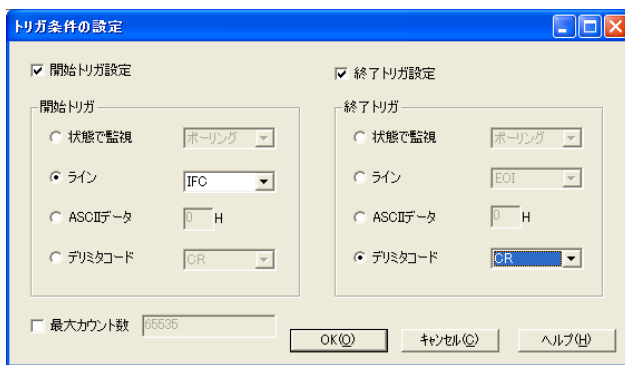 トリガ条件の設定
開始トリガ設定
開始トリガ
状態で監視 ポーリング
ライン IFC
ASCIIデータ 0 H
デリミタコード CR
終了トリガ設定
終了トリガ
状態で監視 ポーリング
ライン EOI
ASCIIデータ 0 H
デリミタコード CR
最大カウント数 65535
OK(O) キャンセル(C) ヘルプ(H)